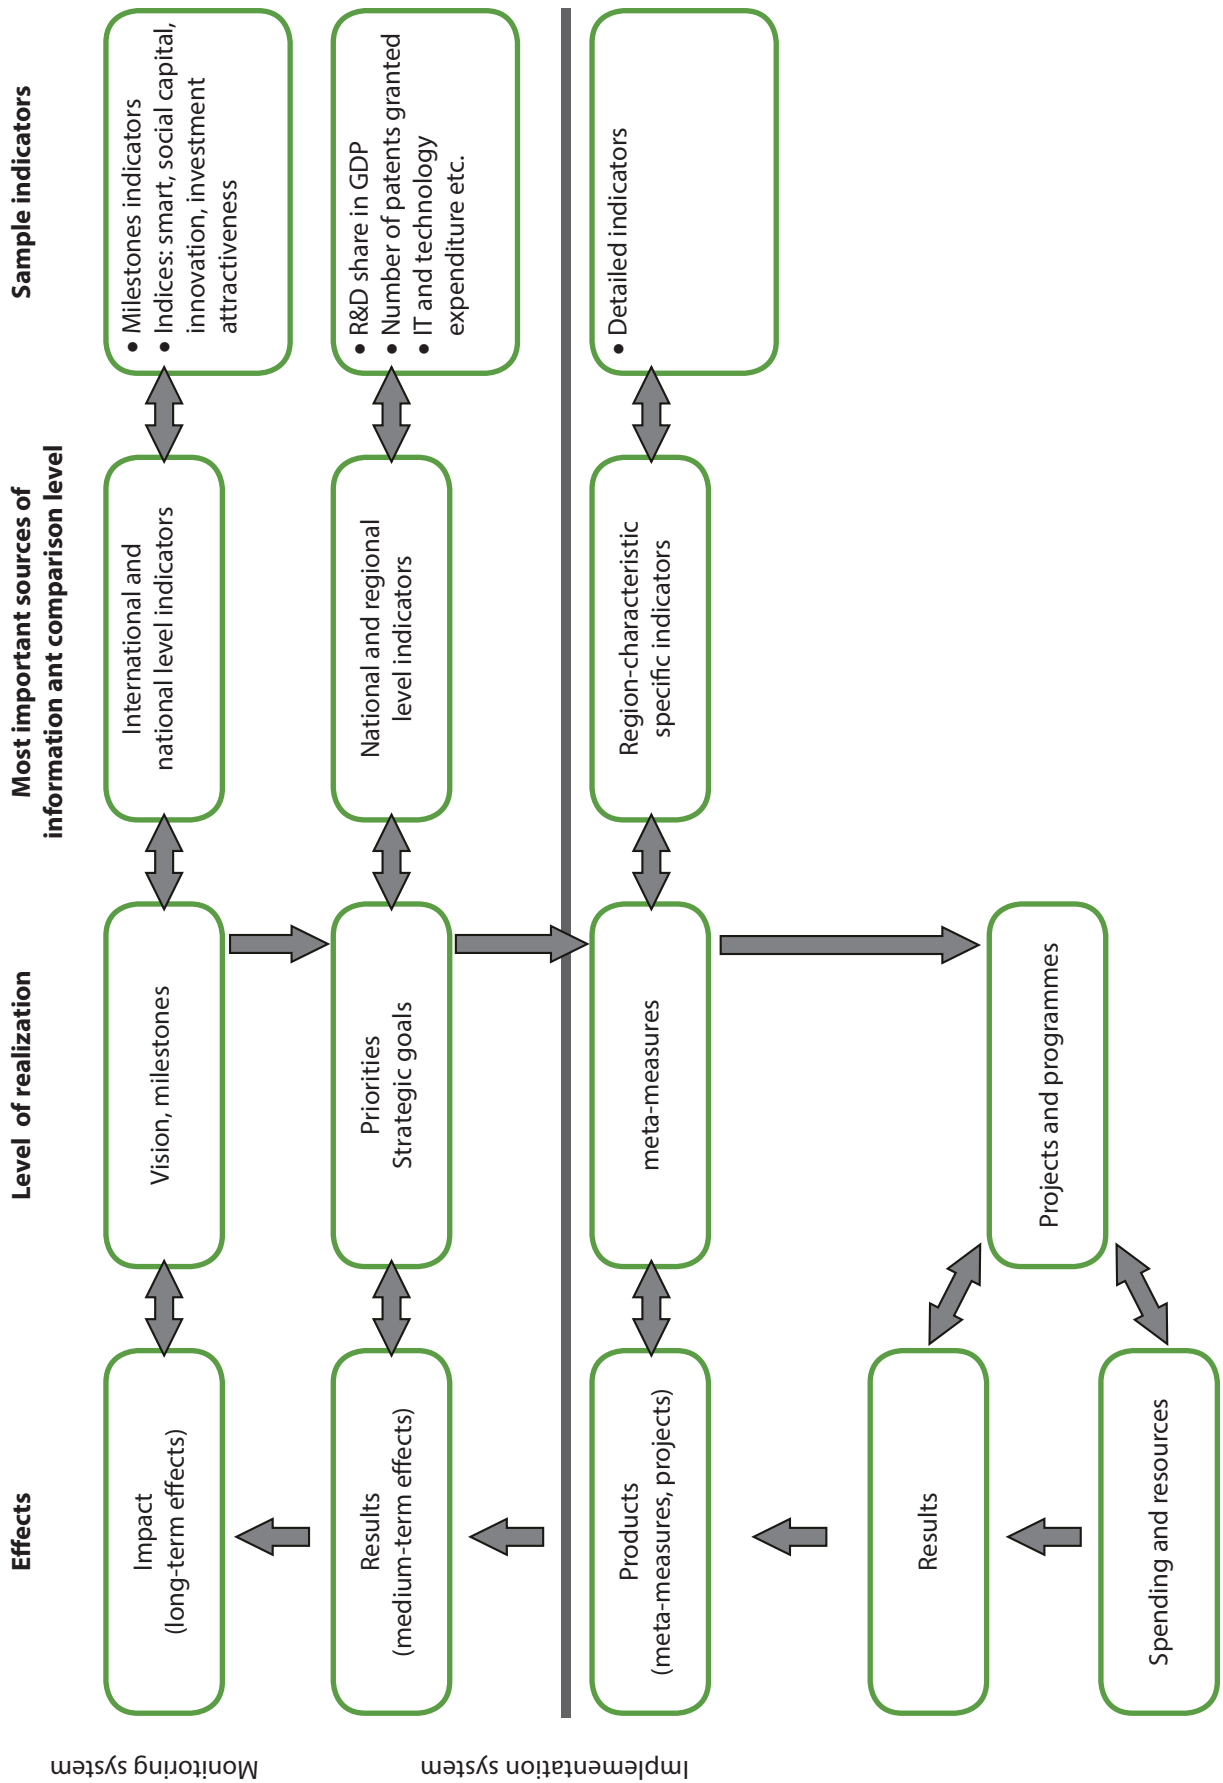 Effects
Level of realization
Most important sources of
information ant comparison level
Sample indicators
Monitoring system
Impact
(long-term effects)
Vision, milestones
International and
national level indicators
• Milestones indicators
• Indices: smart, social capital,
innovation, investment
attractiveness
Results
(medium-term effects)
Priorities
Strategic goals
National and regional
level indicators
• R&D share in GDP
• Number of patents granted
• IT and technology
expenditure etc.
Implementation system
Products
(meta-measures, projects)
meta-measures
Region-characteristic
specific indicators
• Detailed indicators
Results
Projects and programmes
Spending and resources